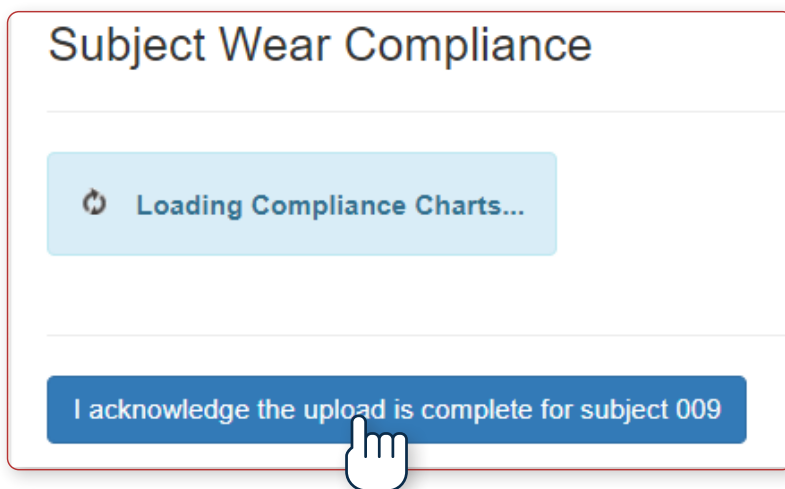 Subject Wear Compliance
Loading Compliance Charts...
I acknowledge the upload is complete for subject 009